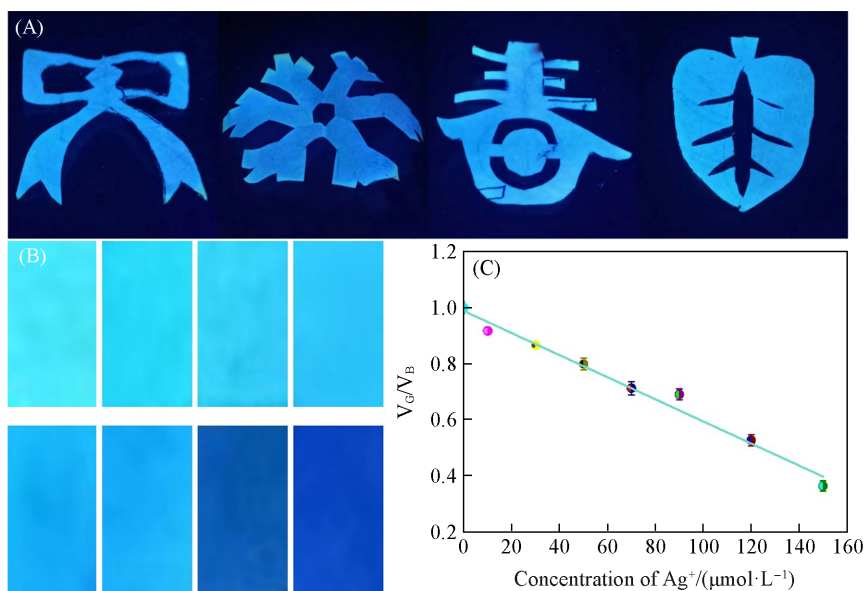 (A)
春
(B)
(C)
1.2
1.0
0.8
0.6
0.4
0.2
V_G/V_B
0 20 40 60 80 100 120 140 160
Concentration of Ag⁺/(μmol·L⁻¹)